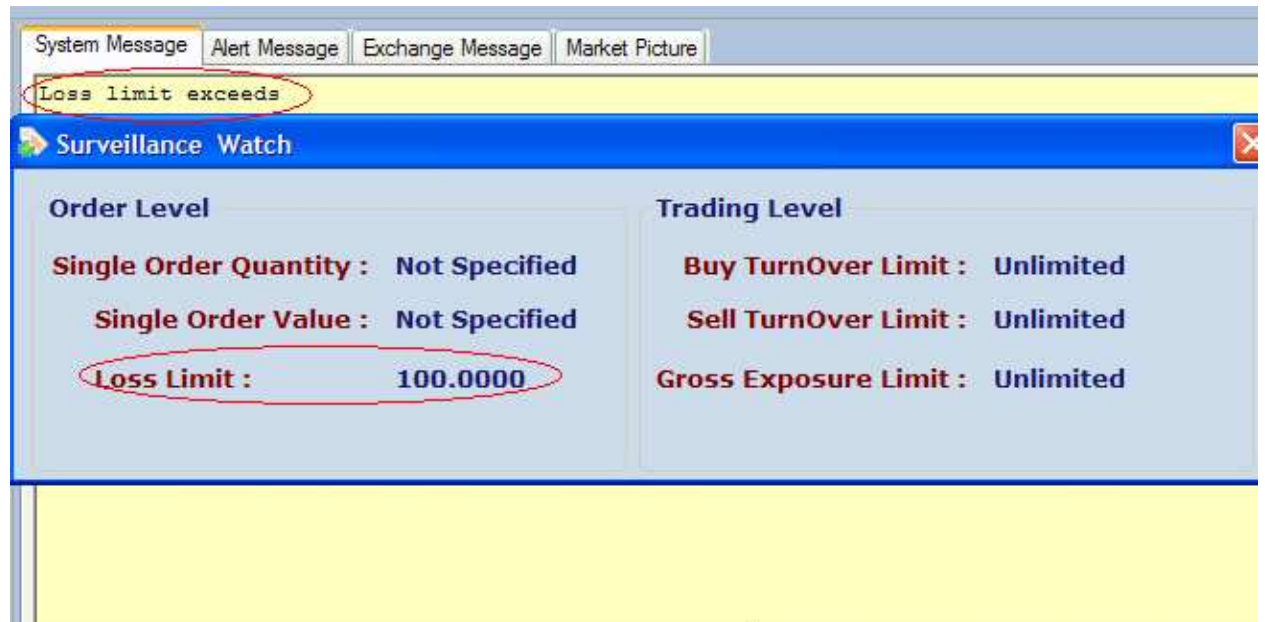 System Message Alert Message Exchange Message Market Picture
Loss limit exceeds
Surveillance Watch
Order Level
Single Order Quantity : Not Specified
Single Order Value : Not Specified
Loss Limit : 100.0000
Trading Level
Buy TurnOver Limit : Unlimited
Sell TurnOver Limit : Unlimited
Gross Exposure Limit : Unlimited